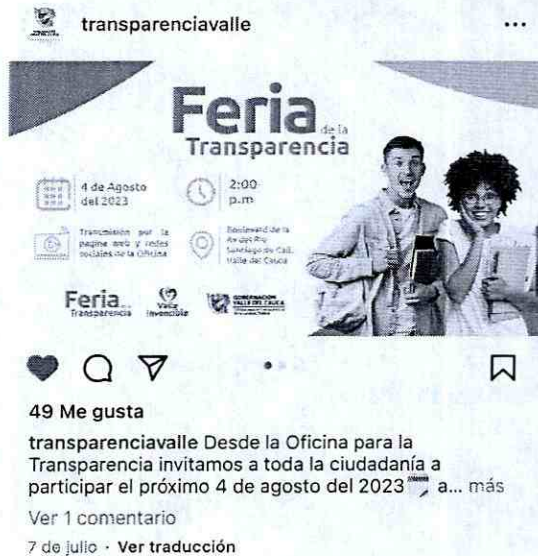 transparenciavalle
Feria
de la
Transparencia
4 de Agosto
del 2023
2:00
p.m
Transmisión por la
pagina web y redes
sociales de la Oficina
Boulevard de la
Av del Rio
Santiago de Cali,
Valle del Cauca
Feria
Transparencia
Valle
Invencible
GOBERNACIÓN
VALLE DEL CAUCA
49 Me gusta
transparenciavalle Desde la Oficina para la
Transparencia invitamos a toda la ciudadanía a
participar el próximo 4 de agosto del 2023 a... más
Ver 1 comentario
7 de julio · Ver traducción